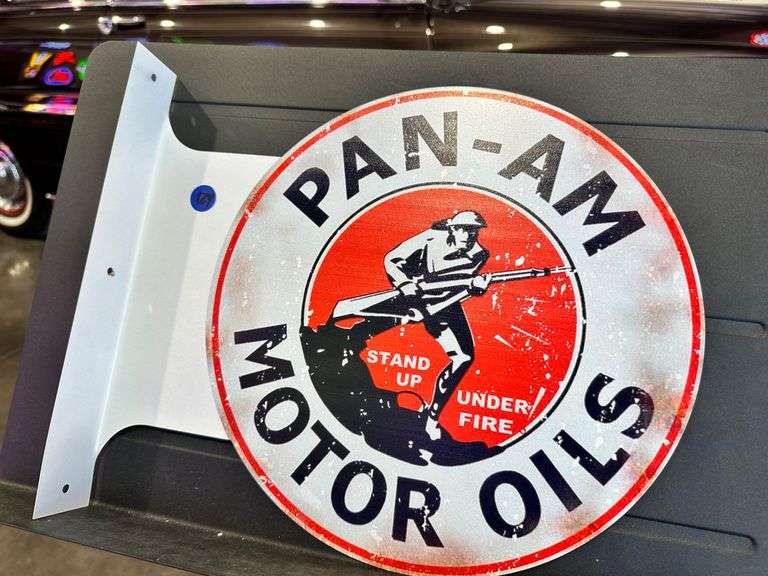 PAN-AM
STAND
UP
UNDER
FIRE
MOTOR OILS